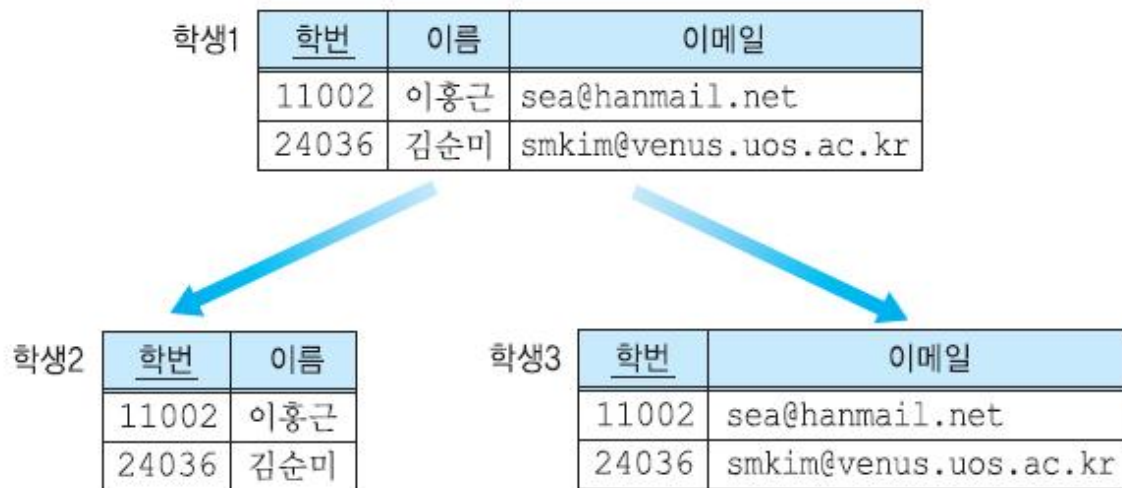 학생1 학번 이름 이메일
11002 이홍근 sea@hanmail.net
24036 김순미 smkim@venus.uos.ac.kr
학생2 학번 이름
11002 이홍근
24036 김순미
학생3 학번 이메일
11002 sea@hanmail.net
24036 smkim@venus.uos.ac.kr